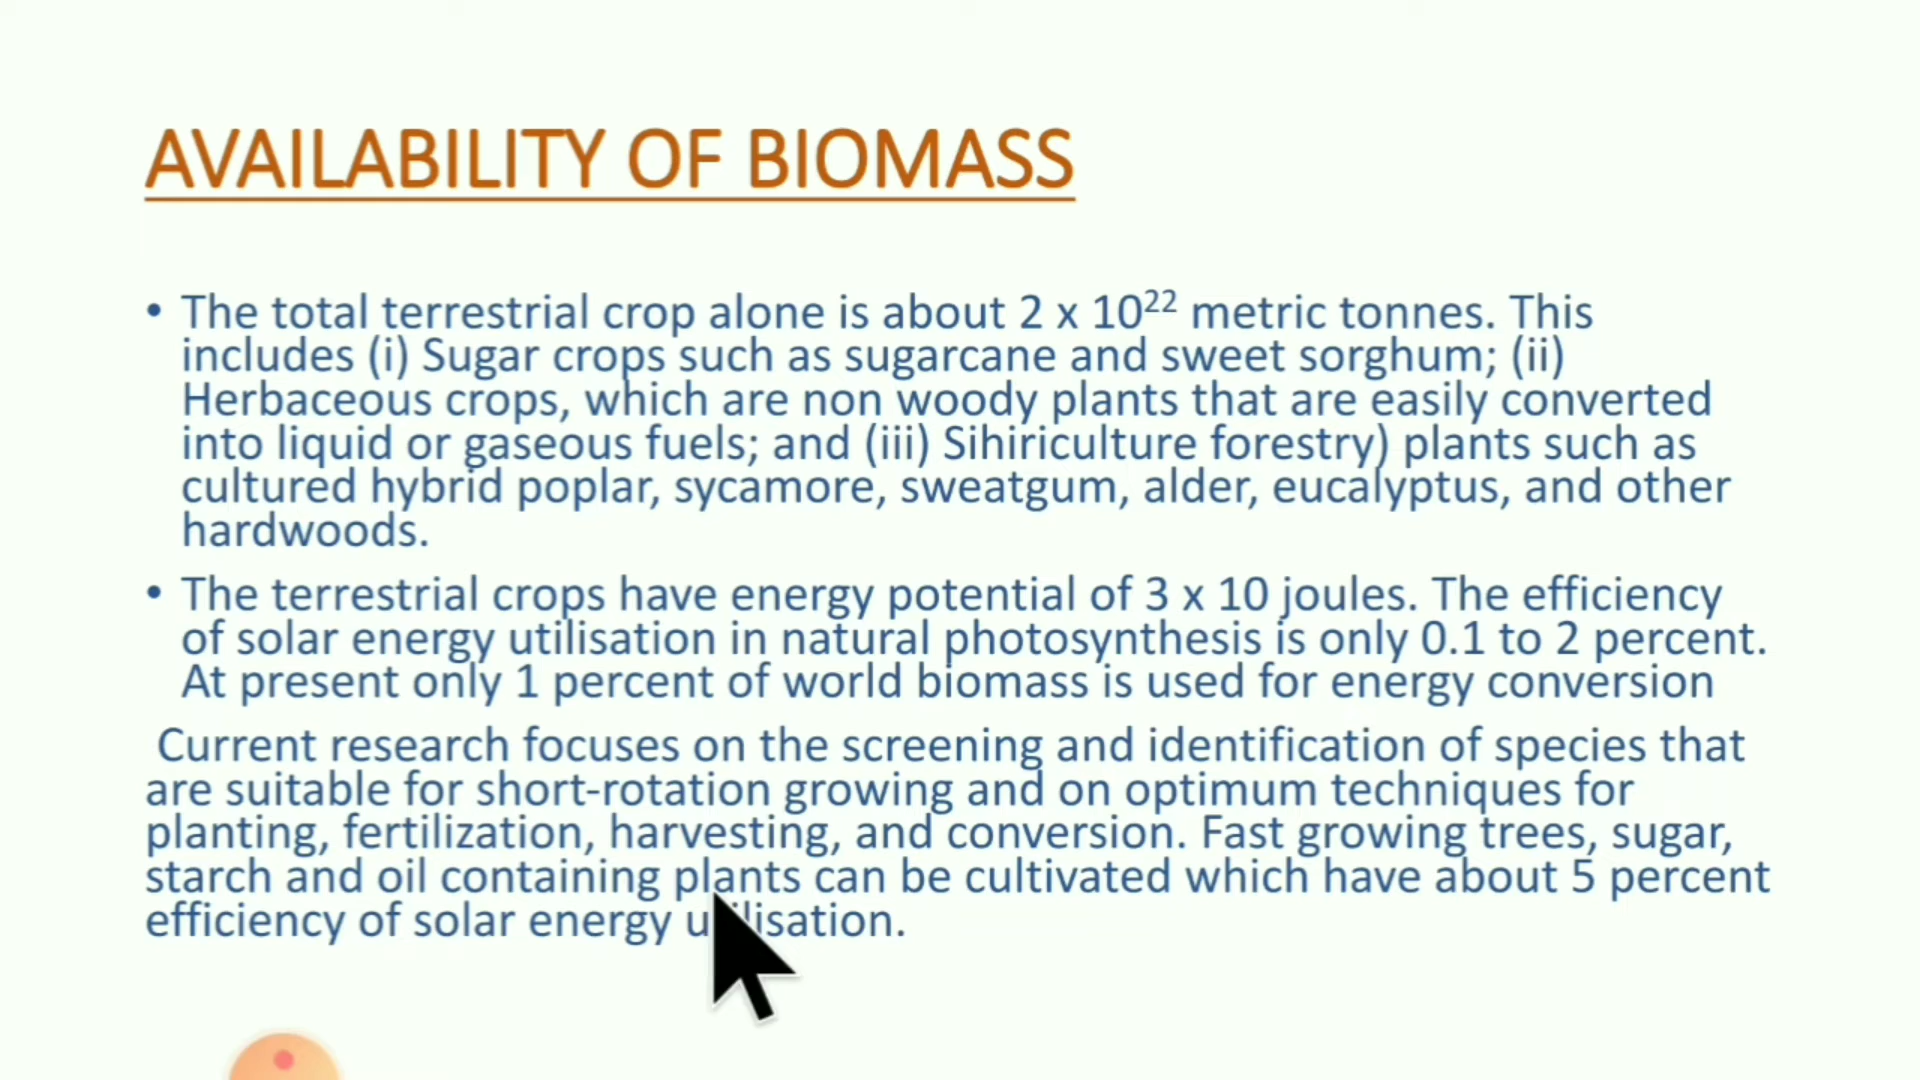 AVAILABILITY OF BIOMASS
• The total terrestrial crop alone is about 2 x 10²² metric tonnes. This
includes (i) Sugar crops such as sugarcane and sweet sorghum; (ii)
Herbaceous crops, which are non woody plants that are easily converted
into liquid or gaseous fuels; and (iii) Sihiriculture forestry) plants such as
cultured hybrid poplar, sycamore, sweatgum, alder, eucalyptus, and other
hardwoods.
• The terrestrial crops have energy potential of 3 x 10 joules. The efficiency
of solar energy utilisation in natural photosynthesis is only 0.1 to 2 percent.
At present only 1 percent of world biomass is used for energy conversion
Current research focuses on the screening and identification of species that
are suitable for short-rotation growing and on optimum techniques for
planting, fertilization, harvesting, and conversion. Fast growing trees, sugar,
starch and oil containing plants can be cultivated which have about 5 percent
efficiency of solar energy utilisation.